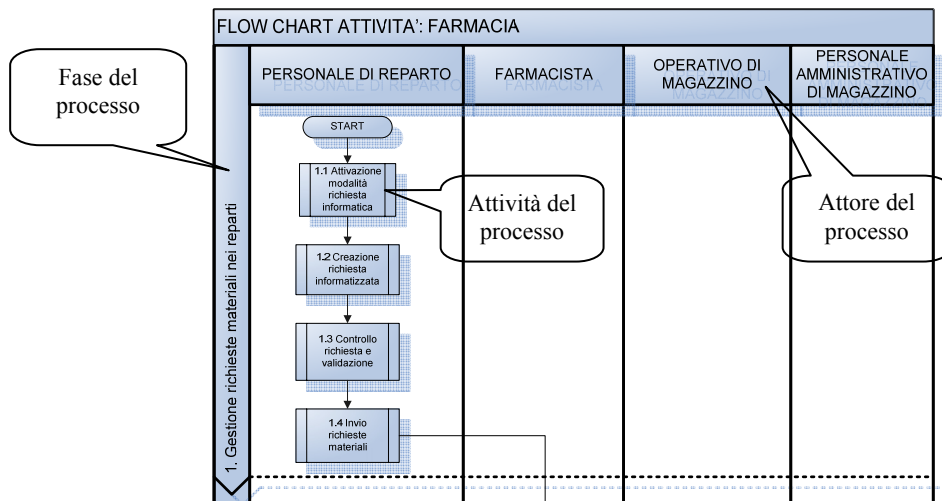 FLOW CHART ATTIVITA': FARMACIA
Fase del
processo
PERSONALE DI REPARTO
FARMACISTA
OPERATIVO DI
MAGAZZINO
PERSONALE
AMMINISTRATIVO
DI MAGAZZINO
START
1.1 Attivazione
modalità
richiesta
informatica
Attività del
processo
Attore del
processo
1.2 Creazione
richiesta
informatizzata
1.3 Controllo
richiesta e
validazione
1.4 Invio
richieste
materiali
1. Gestione richieste materiali nei reparti